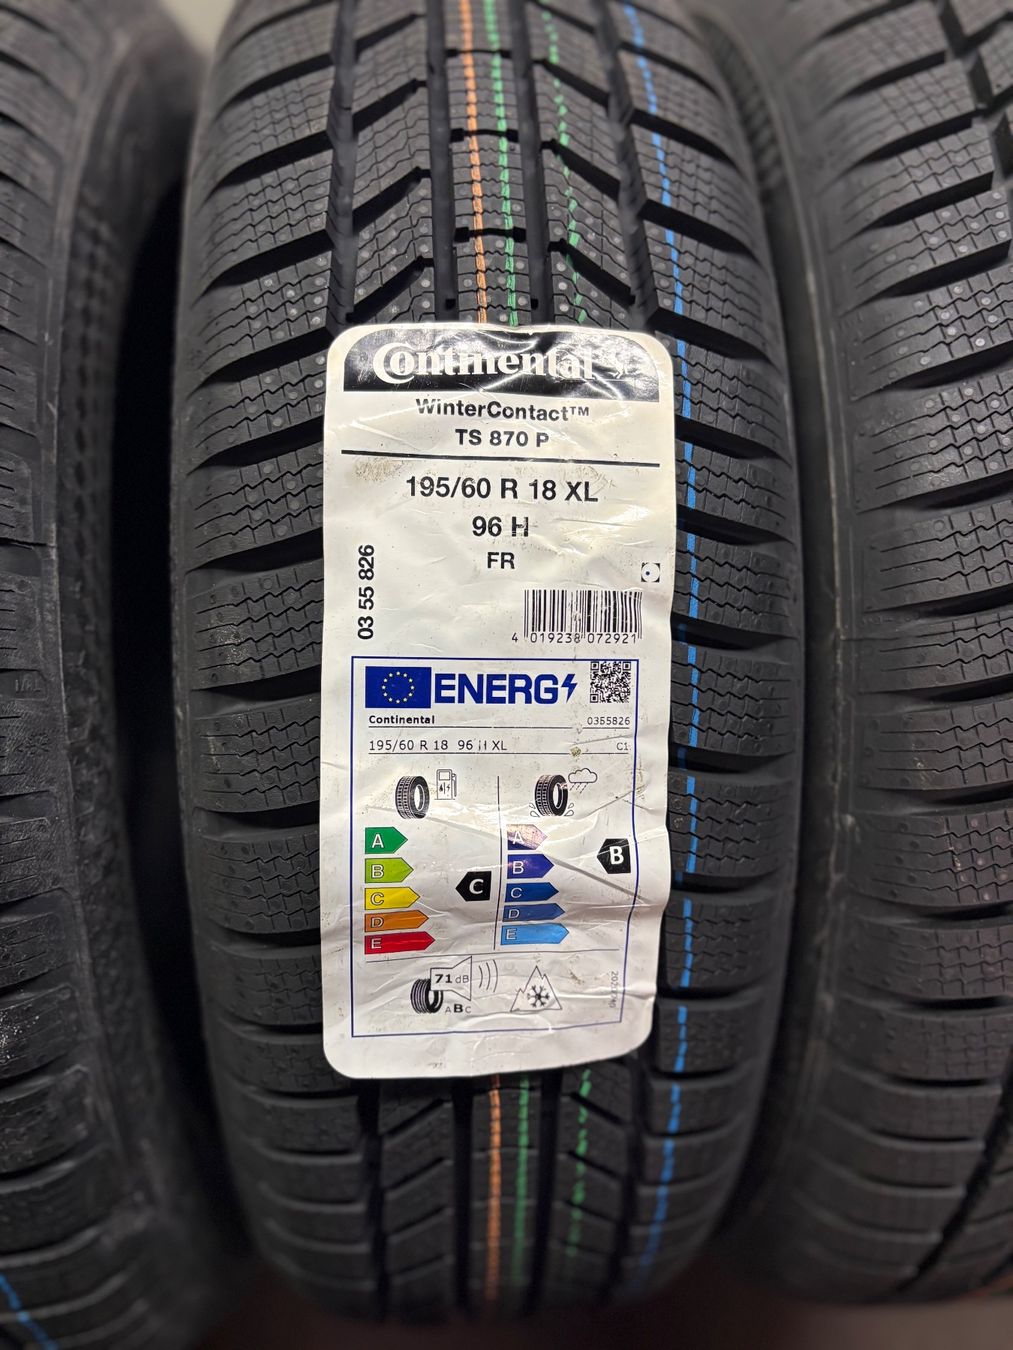 Continental
WinterContact™
TS 870 P
195/60 R 18 XL
96 H
FR
03 55 826
4 019238 072921
ENERG
Continental
0355826
195/60 R 18 96 H XL
C1
A
B
C
D
E
C
A
B
C
D
E
B
71 dB
ABC